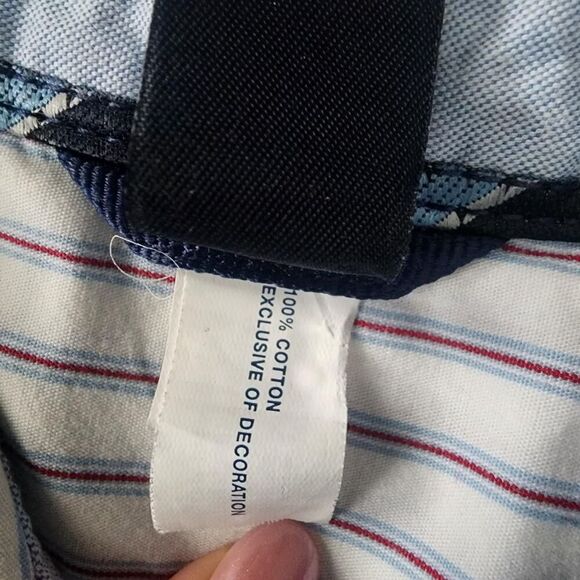 100% COTTON
EXCLUSIVE OF DECORATION